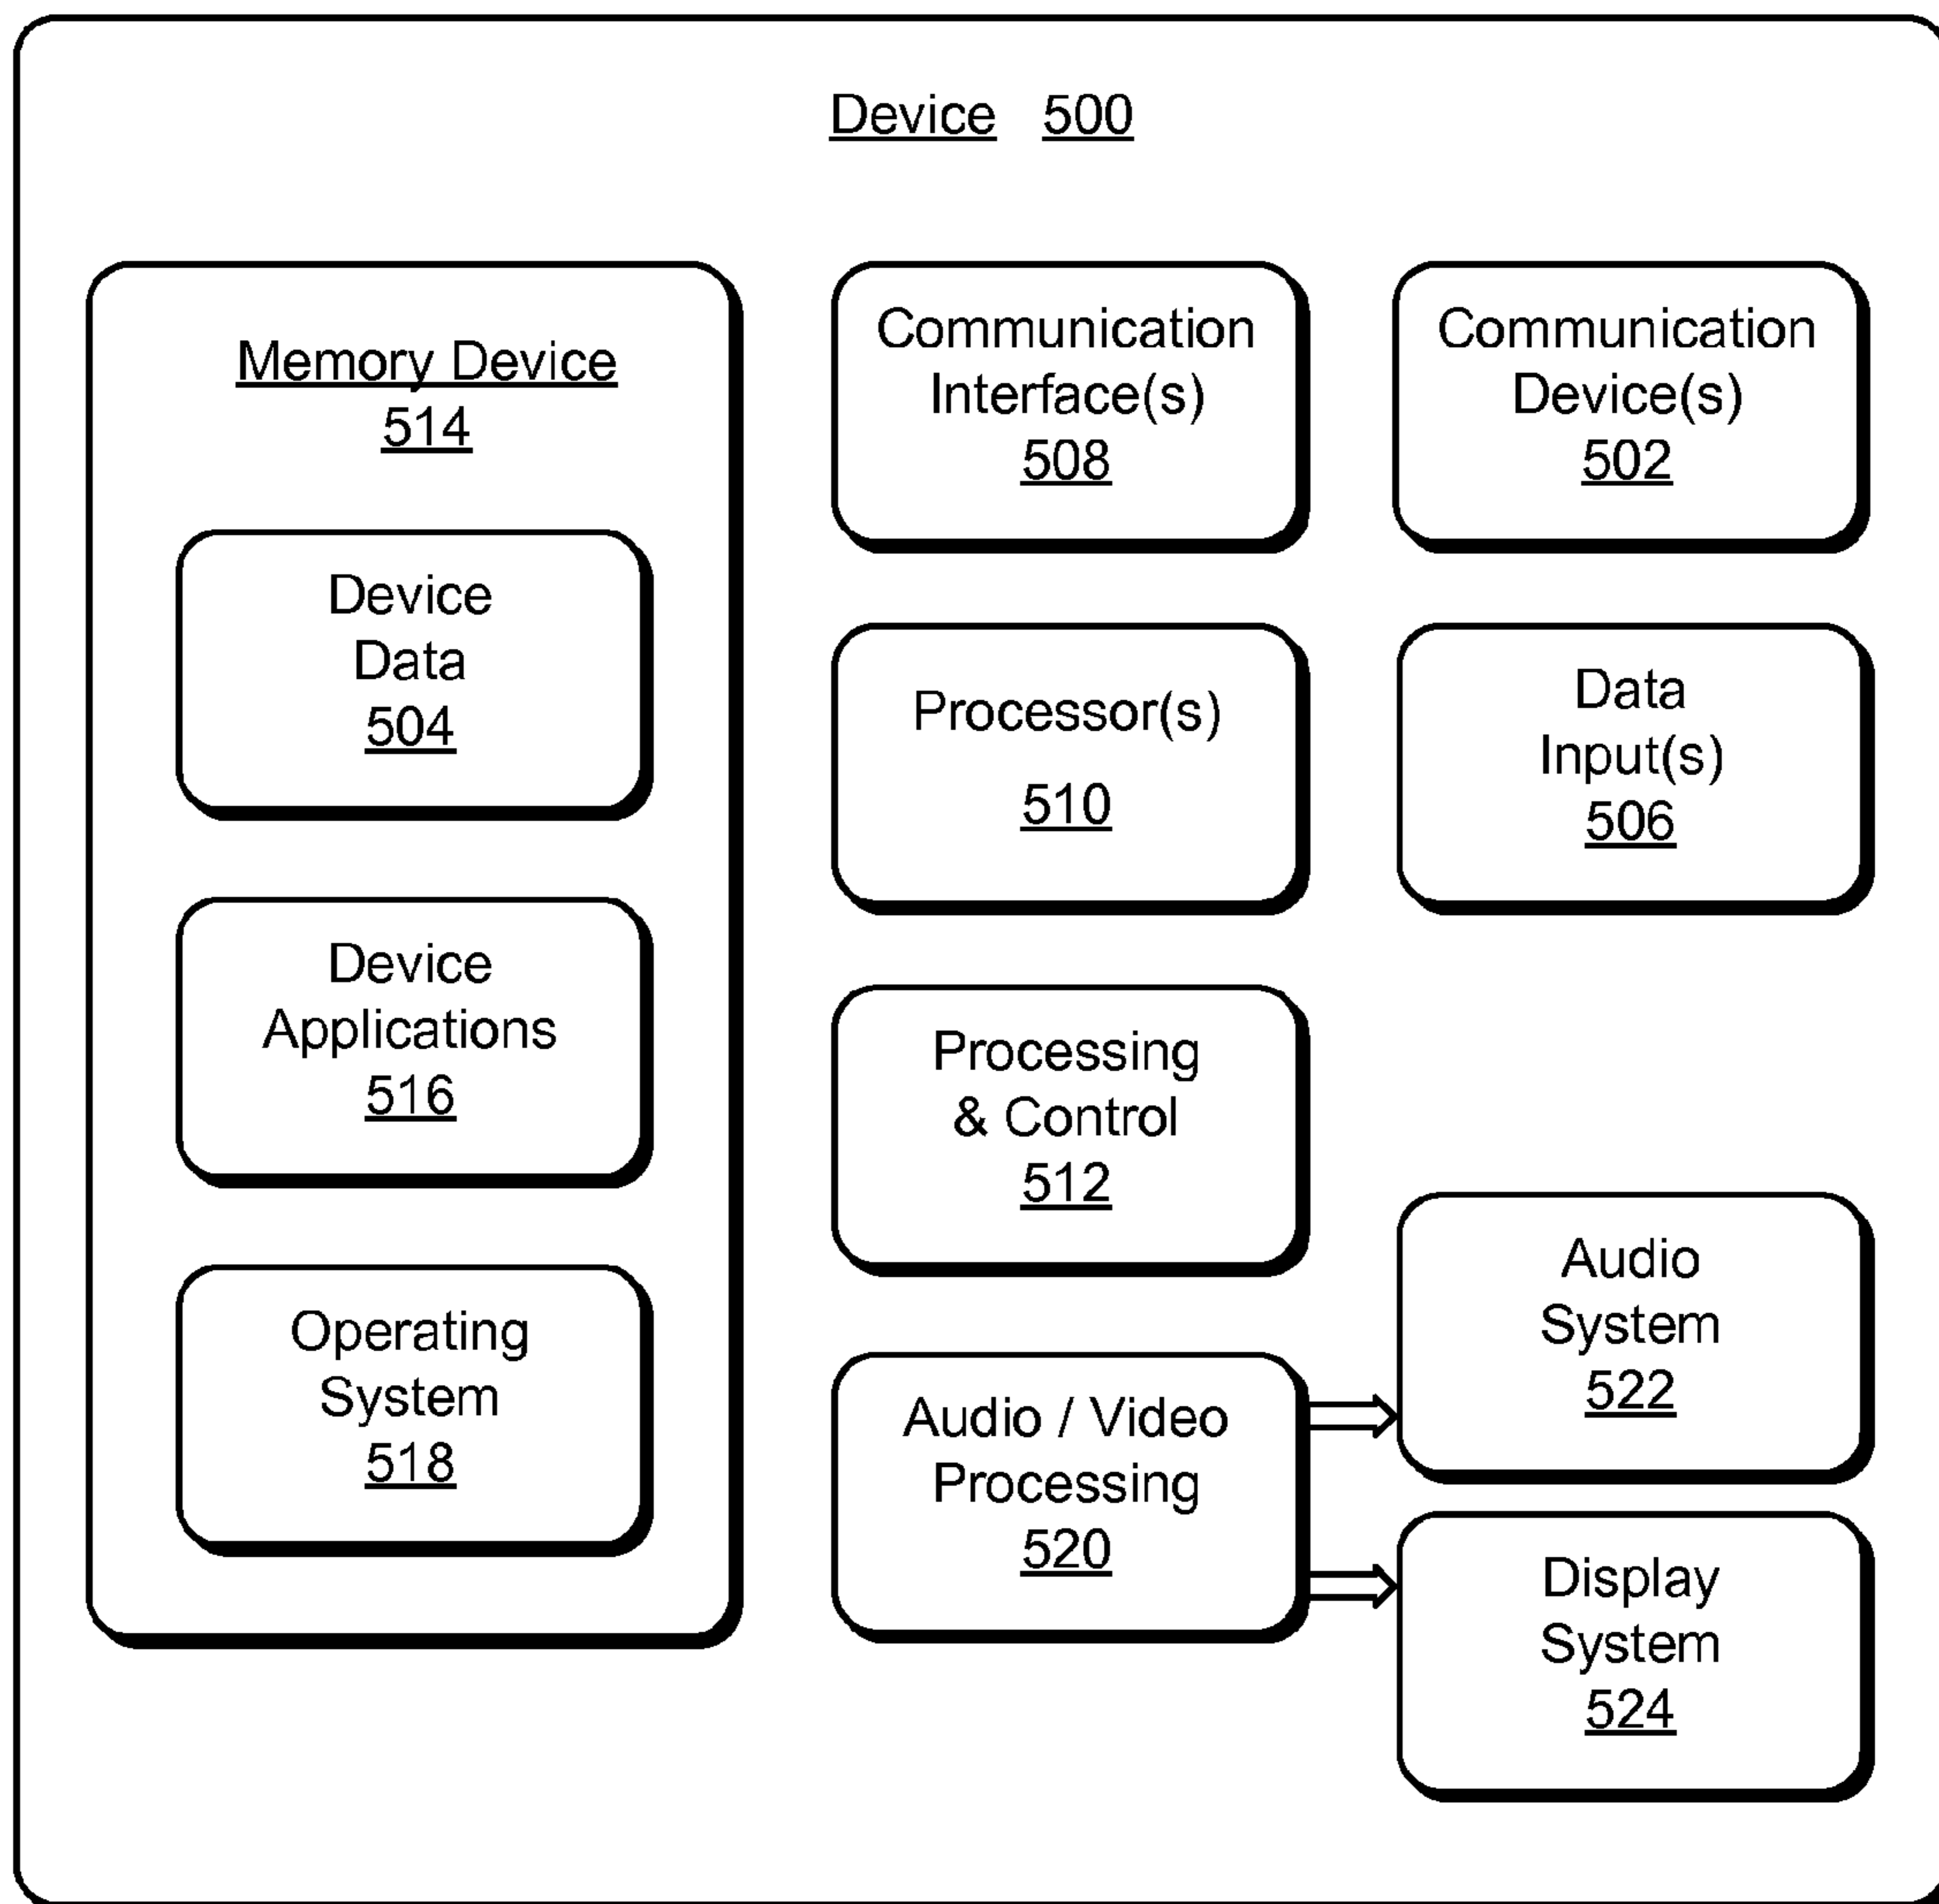 Device 500
Memory Device
514
Device
Data
504
Device
Applications
516
Operating
System
518
Communication
Interface(s)
508
Processor(s)
510
Processing
& Control
512
Audio / Video
Processing
520
Communication
Device(s)
502
Data
Input(s)
506
Audio
System
522
Display
System
524